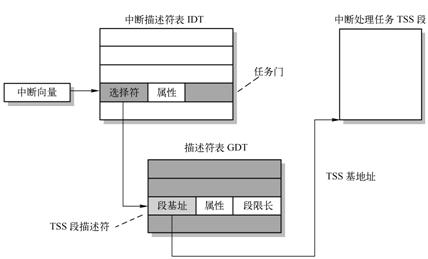 中断描述符表 IDT
中断处理任务 TSS 段
任务门
中断向量
选择符
属性
描述符表 GDT
TSS 基地址
段基址
属性
段限长
TSS 段描述符